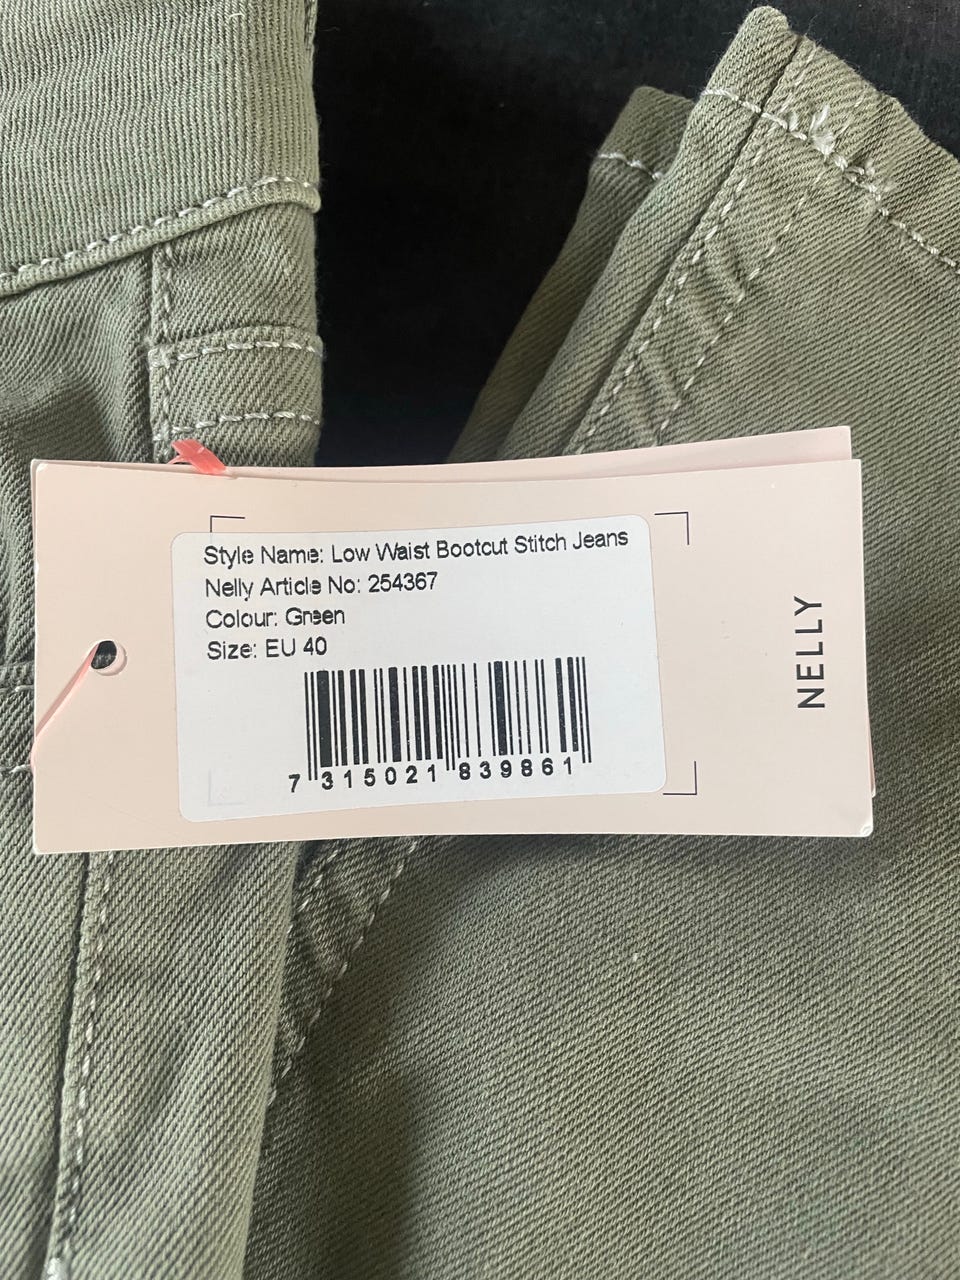 Style Name: Low Waist Bootcut Stitch Jeans
Nelly Article No: 254367
Colour: Green
Size: EU 40
7 315021 839861
NELLY